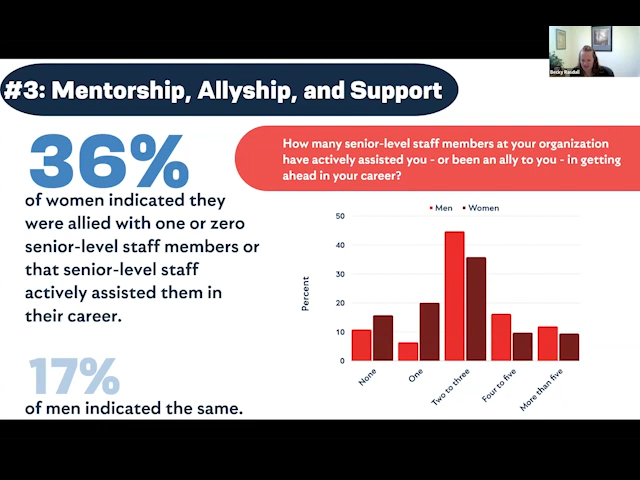 Becky Raudall
#3: Mentorship, Allyship, and Support
36%
of women indicated they
were allied with one or zero
senior-level staff members or
that senior-level staff
actively assisted them in
their career.
17%
of men indicated the same.
How many senior-level staff members at your organization
have actively assisted you - or been an ally to you - in getting
ahead in your career?
Men Women
Percent
50
40
30
20
10
0
None
One
Two to three
Four to five
More than five